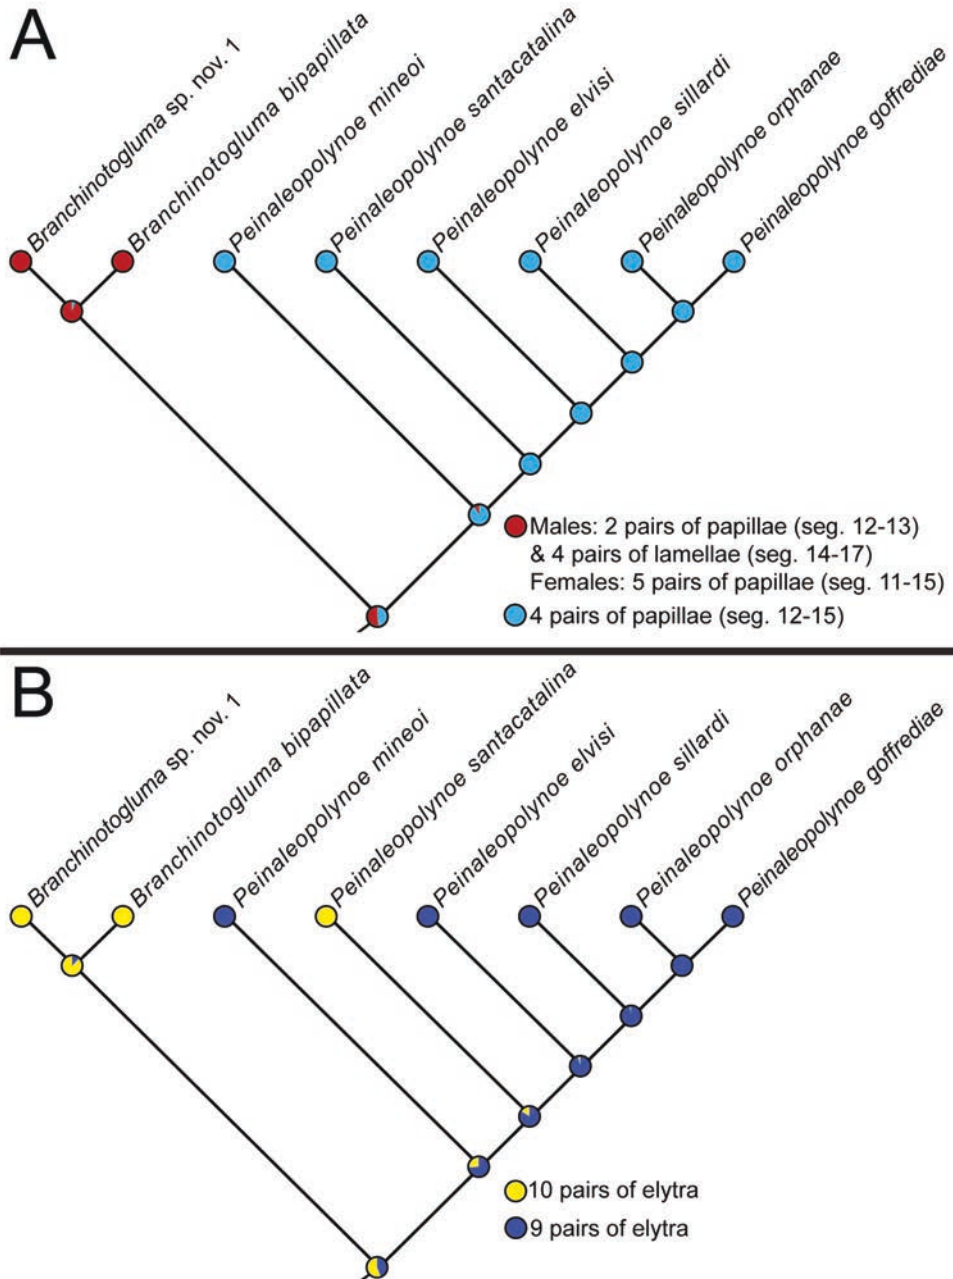 A
Branchinotogluma sp. nov. 1
Branchinotogluma bipapillata
Peinaleopolynoe mineoi
Peinaleopolynoe santacatalina
Peinaleopolynoe elvisi
Peinaleopolynoe sillardi
Peinaleopolynoe orphanae
Peinaleopolynoe goffrediae
Males: 2 pairs of papillae (seg. 12-13)
& 4 pairs of lamellae (seg. 14-17)
Females: 5 pairs of papillae (seg. 11-15)
4 pairs of papillae (seg. 12-15)
B
Branchinotogluma sp. nov. 1
Branchinotogluma bipapillata
Peinaleopolynoe mineoi
Peinaleopolynoe santacatalina
Peinaleopolynoe elvisi
Peinaleopolynoe sillardi
Peinaleopolynoe orphanae
Peinaleopolynoe goffrediae
10 pairs of elytra
9 pairs of elytra